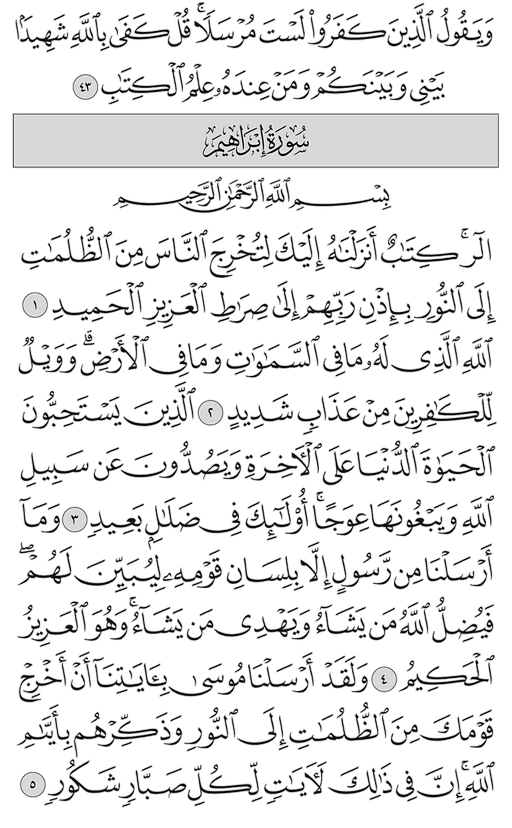 وَيَقُولُ ٱلَّذِينَ كَفَرُواْ لَسۡتَ مُرۡسَلٗاۚ قُلۡ كَفَىٰ بِٱللَّهِ شَهِيدَۢا
بَيۡنِي وَبَيۡنَكُمۡ وَمَنۡ عِندَهُۥ عِلۡمُ ٱلۡكِتَٰبِ ٤٣
سُورَةُ إِبۡرَاهِيمَ
بِسۡمِ ٱللَّهِ ٱلرَّحۡمَٰنِ ٱلرَّحِيمِ
الٓرۚ كِتَٰبٌ أَنزَلۡنَٰهُ إِلَيۡكَ لِتُخۡرِجَ ٱلنَّاسَ مِنَ ٱلظُّلُمَٰتِ
إِلَى ٱلنُّورِ بِإِذۡنِ رَبِّهِمۡ إِلَىٰ صِرَٰطِ ٱلۡعَزِيزِ ٱلۡحَمِيدِ ١
ٱللَّهِ ٱلَّذِي لَهُۥ مَا فِي ٱلسَّمَٰوَٰتِ وَمَا فِي ٱلۡأَرۡضِۗ وَوَيۡلٞ
لِّلۡكَٰفِرِينَ مِنۡ عَذَابٖ شَدِيدٍ ٢ ٱلَّذِينَ يَسۡتَحِبُّونَ
ٱلۡحَيَوٰةَ ٱلدُّنۡيَا عَلَى ٱلۡأٓخِرَةِ وَيَصُدُّونَ عَن سَبِيلِ
ٱللَّهِ وَيَبۡغُونَهَا عِوَجًاۚ أُوْلَٰٓئِكَ فِي ضَلَٰلِۭ بَعِيدٖ ٣ وَمَآ
أَرۡسَلۡنَا مِن رَّسُولٍ إِلَّا بِلِسَانِ قَوۡمِهِۦ لِيُبَيِّنَ لَهُمۡۖ
فَيُضِلُّ ٱللَّهُ مَن يَشَآءُ وَيَهۡدِي مَن يَشَآءُۚ وَهُوَ ٱلۡعَزِيزُ
ٱلۡحَكِيمُ ٤ وَلَقَدۡ أَرۡسَلۡنَا مُوسَىٰ بِـَٔايَٰتِنَآ أَنۡ أَخۡرِجۡ
قَوۡمَكَ مِنَ ٱلظُّلُمَٰتِ إِلَى ٱلنُّورِ وَذَكِّرۡهُم بِأَيَّىٰمِ
ٱللَّهِۚ إِنَّ فِي ذَٰلِكَ لَأٓيَٰتٖ لِّكُلِّ صَبَّارٖ شَكُورٖ ٥